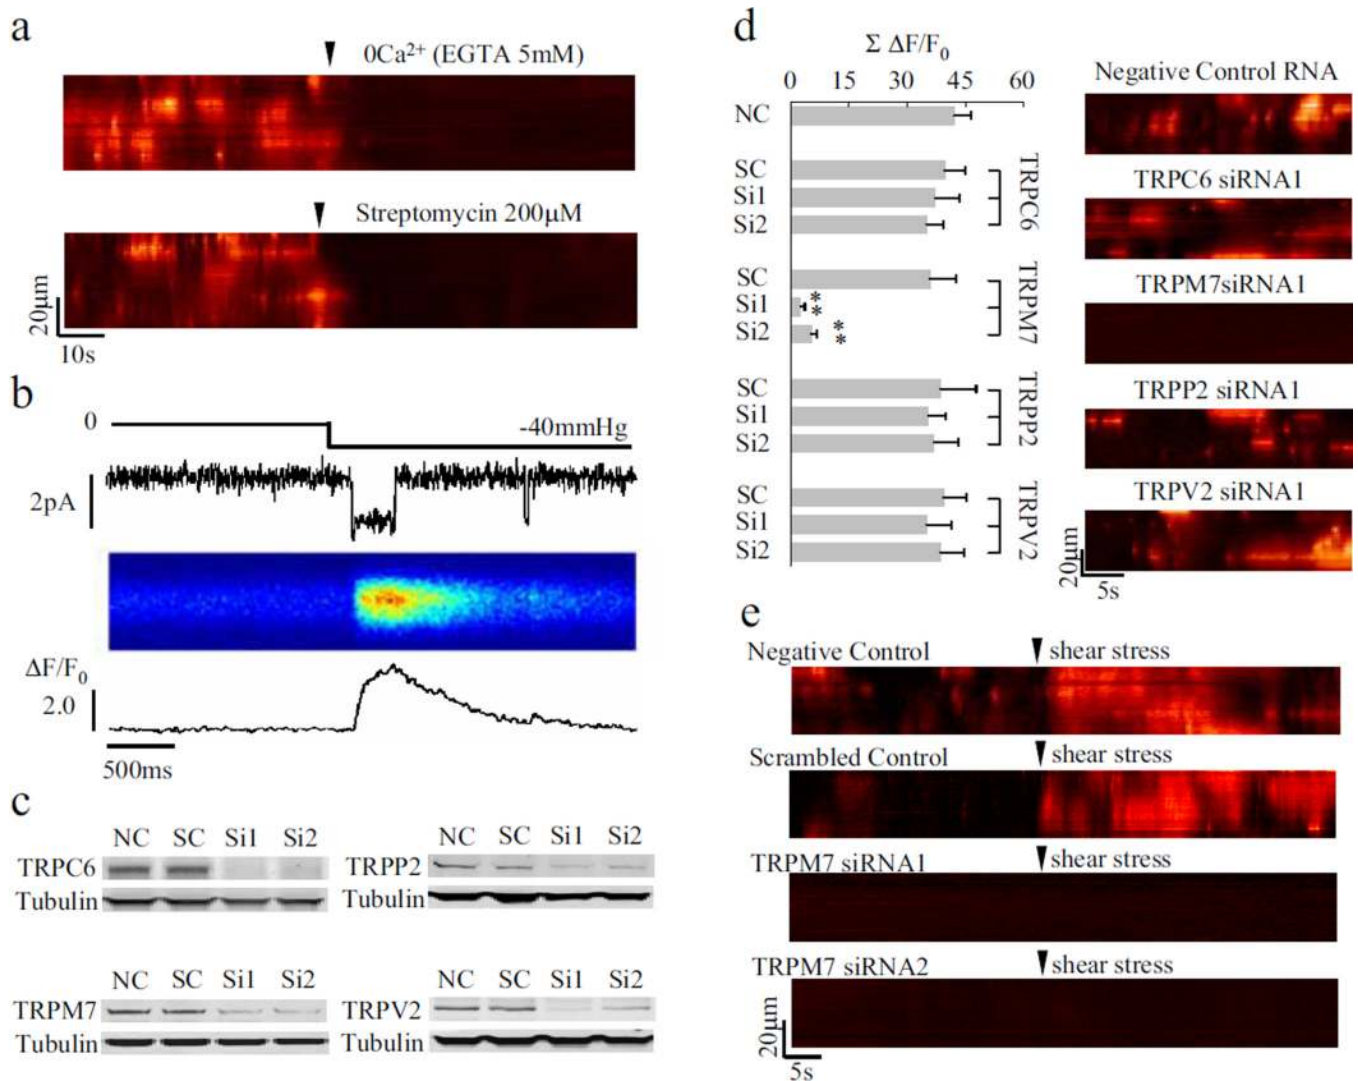 a
0Ca²⁺ (EGTA 5mM)
Streptomycin 200μM
20μm
10s
b
0
-40mmHg
2pA
ΔF/F₀
2.0
500ms
c
NC SC Si1 Si2
TRPC6
Tubulin
NC SC Si1 Si2
TRPP2
Tubulin
NC SC Si1 Si2
TRPM7
Tubulin
NC SC Si1 Si2
TRPV2
Tubulin
d
Σ ΔF/F₀
0 15 30 45 60
NC
SC
Si1
Si2
TRPC6
SC
Si1 **
Si2 **
TRPM7
SC
Si1
Si2
TRPP2
SC
Si1
Si2
TRPV2
Negative Control RNA
TRPC6 siRNA1
TRPM7siRNA1
TRPP2 siRNA1
TRPV2 siRNA1
20μm
5s
e
Negative Control
shear stress
Scrambled Control
shear stress
TRPM7 siRNA1
shear stress
TRPM7 siRNA2
shear stress
20μm
5s